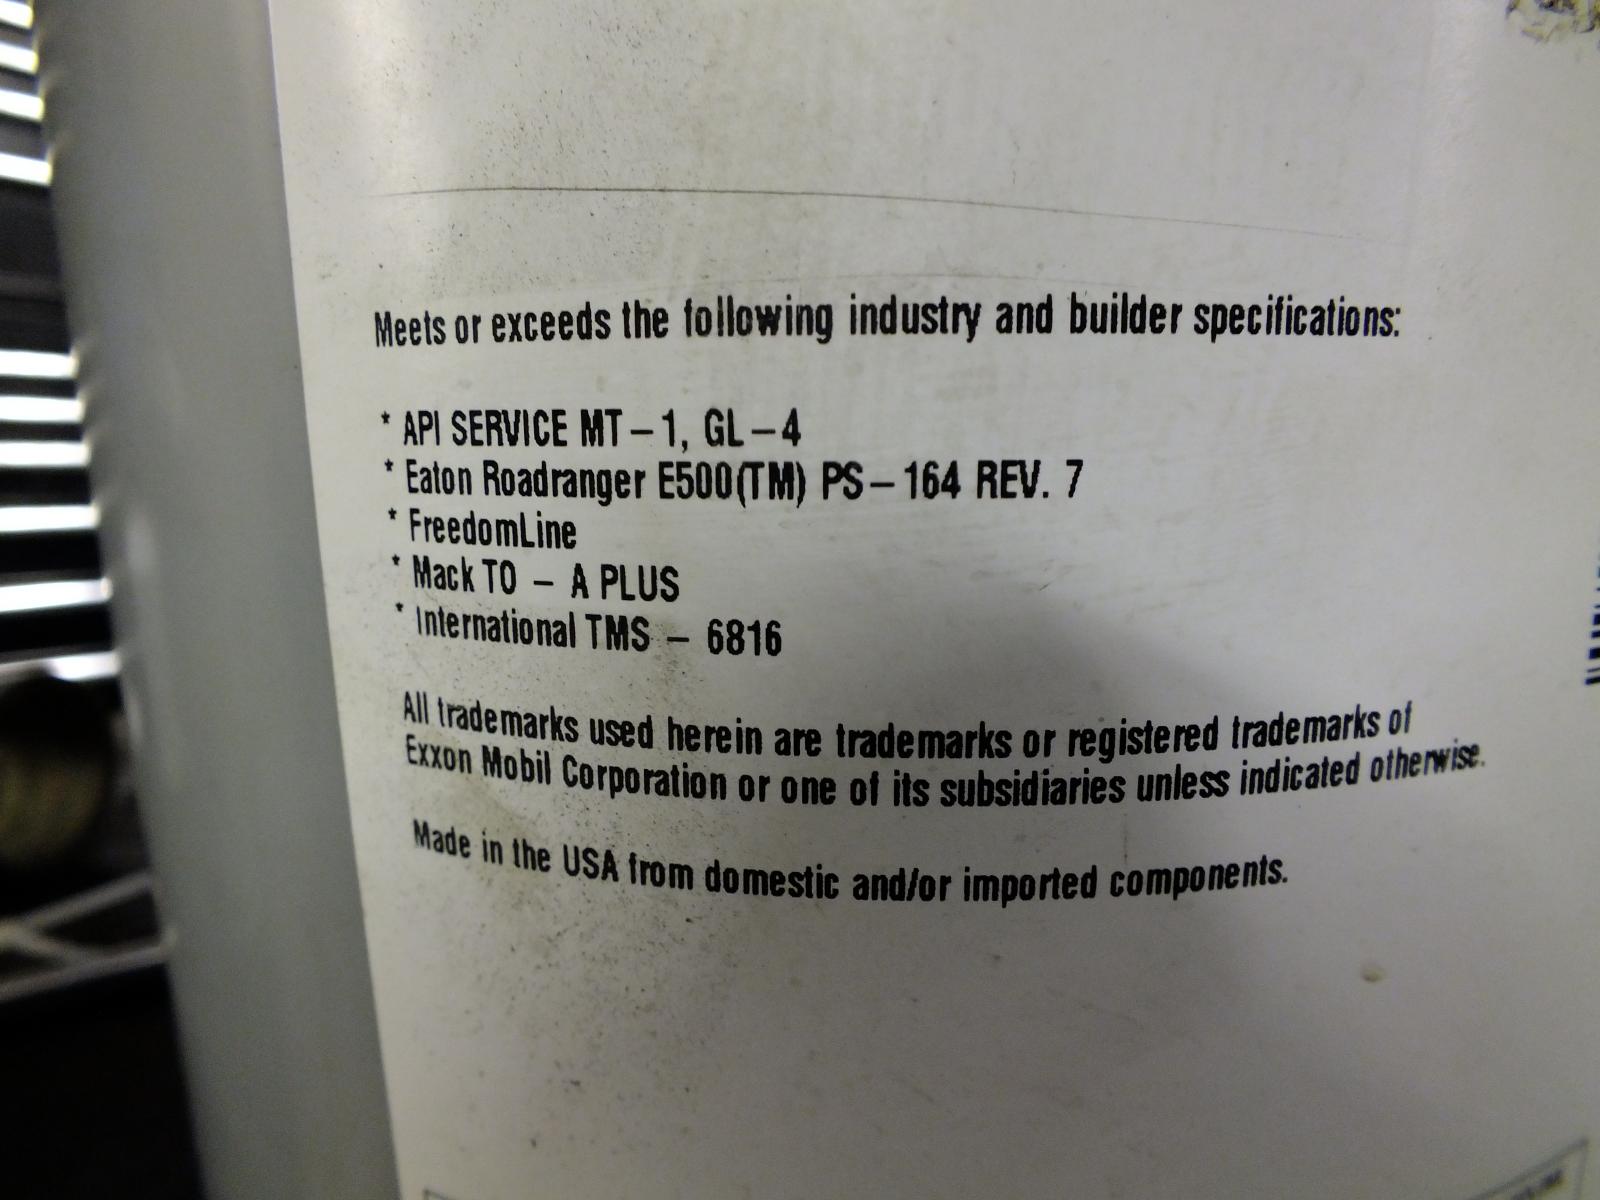 Meets or exceeds the following industry and builder specifications:
* API SERVICE MT – 1, GL – 4
* Eaton Roadranger E500(TM) PS – 164 REV. 7
* FreedomLine
* Mack TO – A PLUS
* International TMS – 6816
All trademarks used herein are trademarks or registered trademarks of
Exxon Mobil Corporation or one of its subsidiaries unless indicated otherwise.
Made in the USA from domestic and/or imported components.